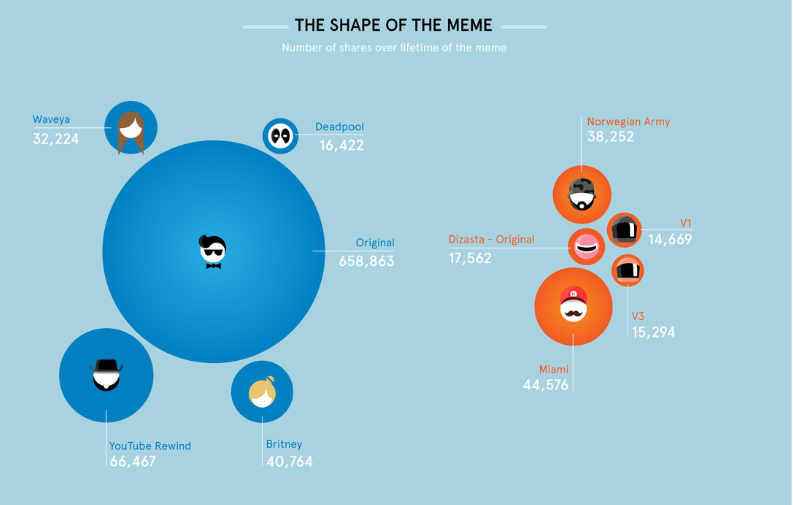 THE SHAPE OF THE MEME
Number of shares over lifetime of the meme
Waveya
32,224
Deadpool
16,422
Original
658,863
YouTube Rewind
66,467
Britney
40,764
Norwegian Army
38,252
V1
14,669
Dizasta - Original
17,562
V3
15,294
Miami
44,576